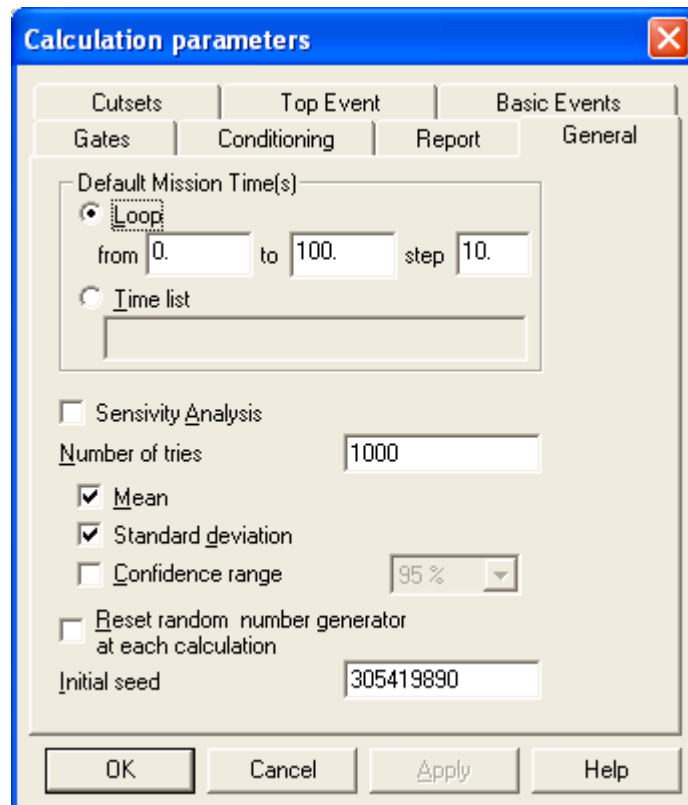 Calculation parameters
Cutsets Top Event Basic Events
Gates Conditioning Report General
Default Mission Time(s)
Loop
from 0. to 100. step 10.
Time list
Sensivity Analysis
Number of tries 1000
Mean
Standard deviation
Confidence range 95 %
Reset random number generator
at each calculation
Initial seed 305419890
OK Cancel Apply Help